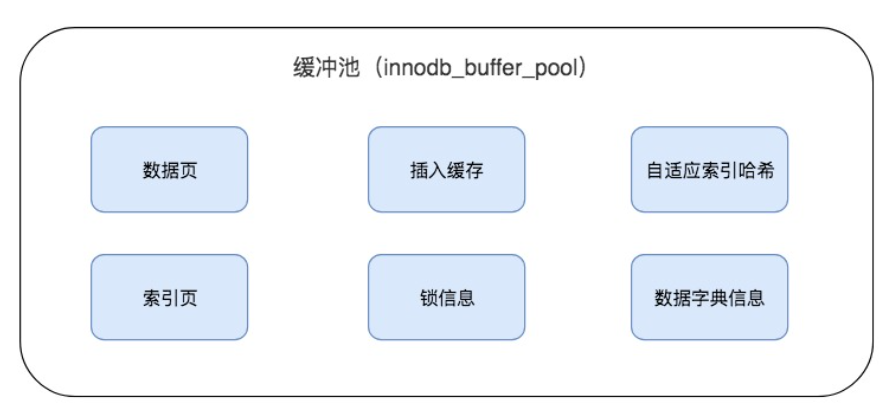 缓冲池（innodb_buffer_pool）
数据页
插入缓存
自适应索引哈希
索引页
锁信息
数据字典信息